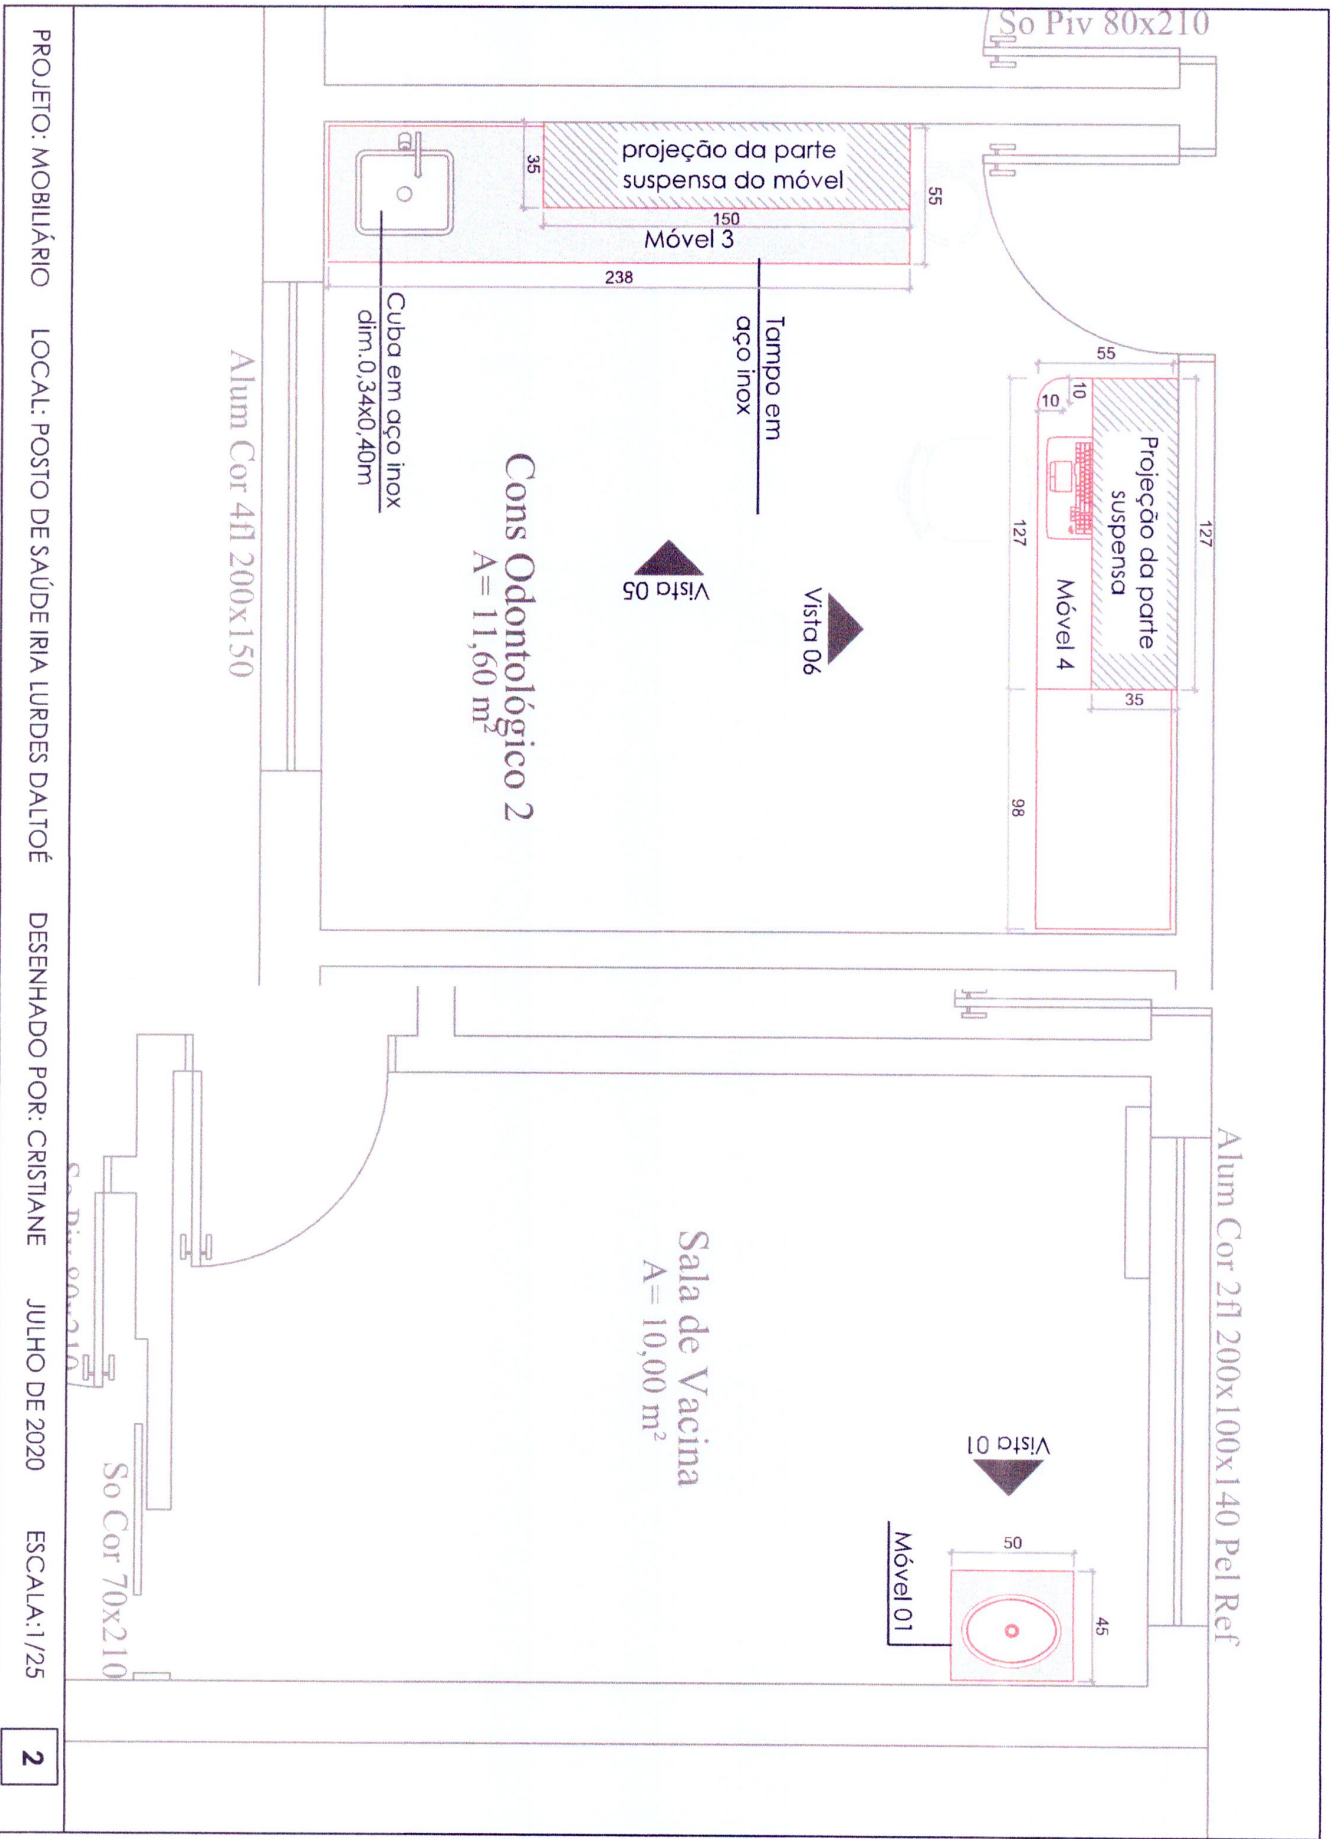 So Piv 80x210
projeção da parte
suspensa do móvel
35
55
150
Móvel 3
238
Tampo em
aço inox
Cuba em aço inox
dim.0,34x0,40m
Alum Cor 4fl 200x150
55
10
10
127
Projeção da parte
suspensa
Móvel 4
127
35
98
Vista 05
Vista 06
Cons Odontológico 2
A= 11,60 m²
Alum Cor 2fl 200x100x140 Pel Ref
Sala de Vacina
A= 10,00 m²
Vista 01
50
45
Móvel 01
So Piv 80x210
So Cor 70x210
PROJETO: MOBILIÁRIO LOCAL: POSTO DE SAÚDE IRIA LURDES DALTOÉ DESENHADO POR: CRISTIANE JULHO DE 2020 ESCALA:1/25
2